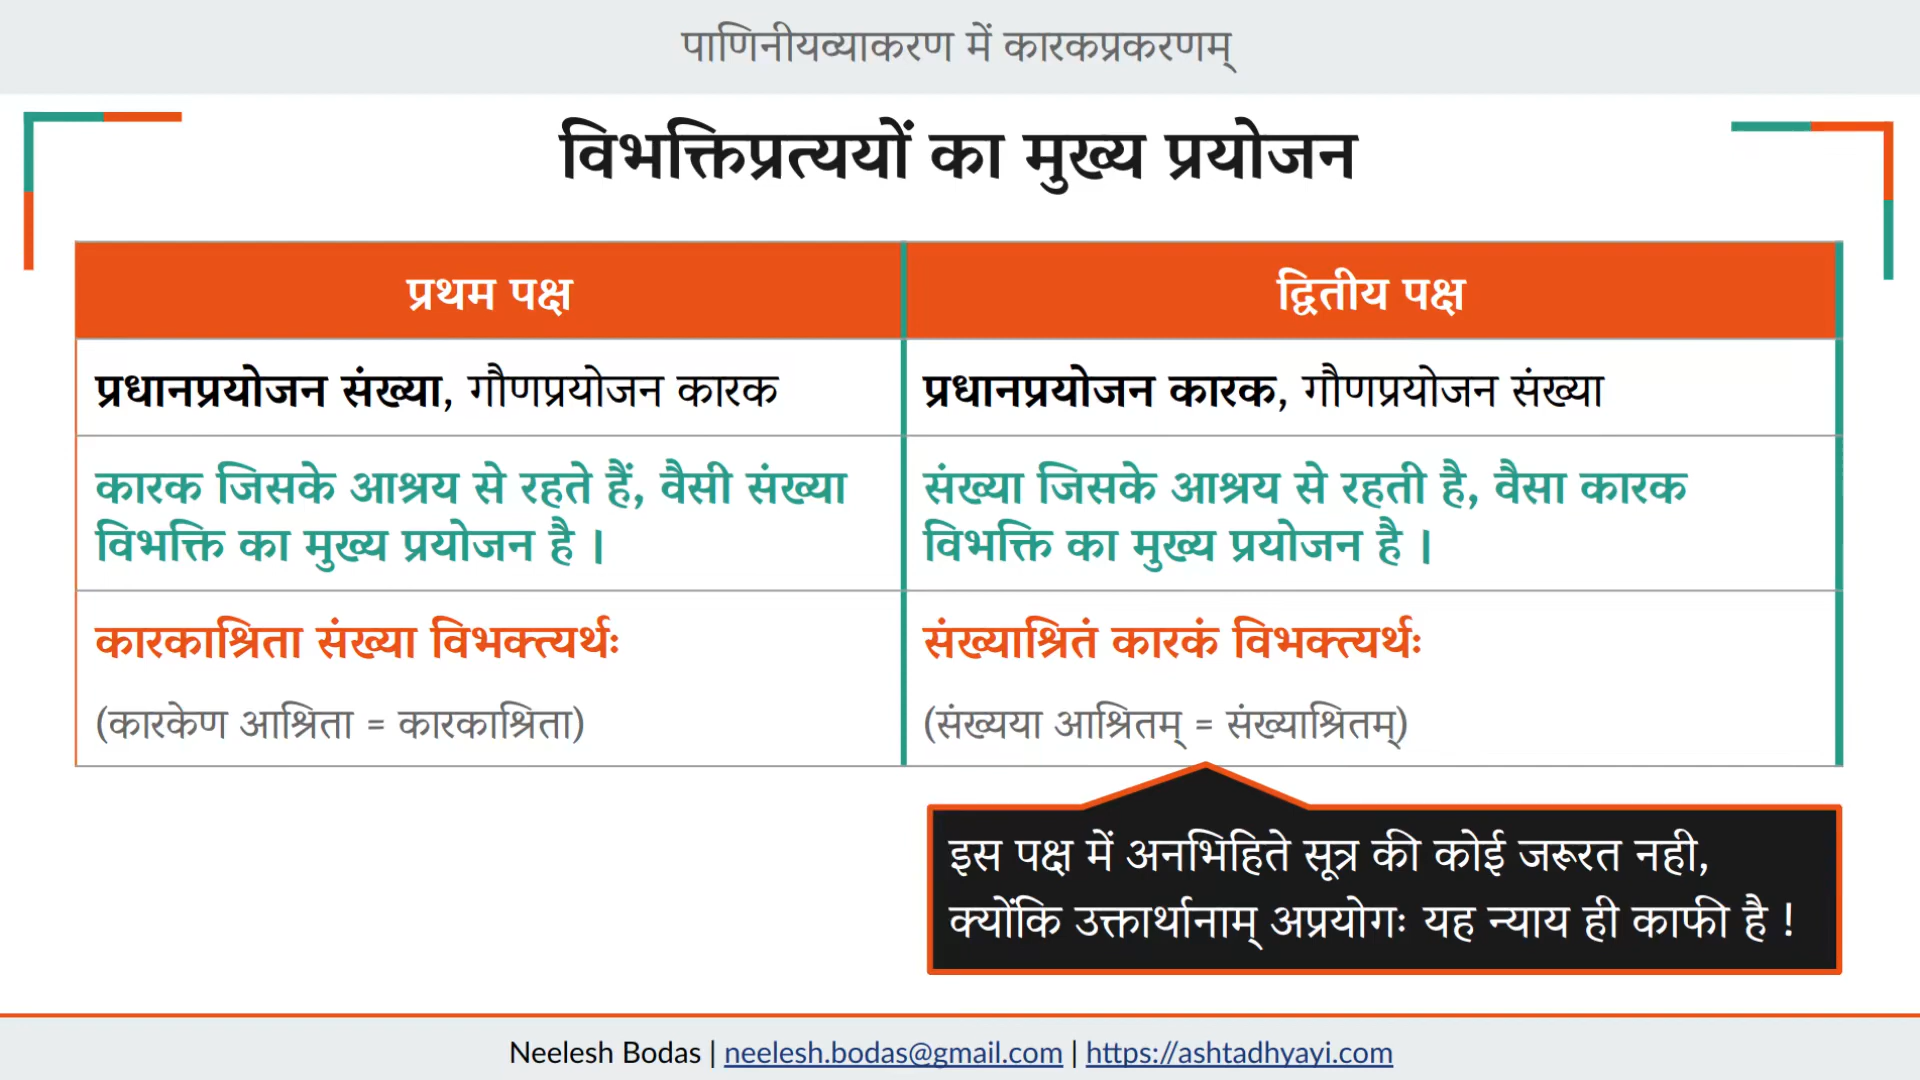 पाणिनीयव्याकरण में कारकप्रकरणम्
विभक्तिप्रत्ययों का मुख्य प्रयोजन
प्रथम पक्ष
द्वितीय पक्ष
प्रधानप्रयोजन संख्या, गौणप्रयोजन कारक
प्रधानप्रयोजन कारक, गौणप्रयोजन संख्या
कारक जिसके आश्रय से रहते हैं, वैसी संख्या
विभक्ति का मुख्य प्रयोजन है ।
संख्या जिसके आश्रय से रहती है, वैसा कारक
विभक्ति का मुख्य प्रयोजन है ।
कारकाश्रिता संख्या विभक्त्यर्थः
(कारकेण आश्रिता = कारकाश्रिता)
संख्याश्रितं कारकं विभक्त्यर्थः
(संख्यया आश्रितम् = संख्याश्रितम्)
इस पक्ष में अनभिहिते सूत्र की कोई जरूरत नही,
क्योंकि उक्तार्थानाम् अप्रयोगः यह न्याय ही काफी है !
Neelesh Bodas | neelesh.bodas@gmail.com | https://ashtadhyayi.com